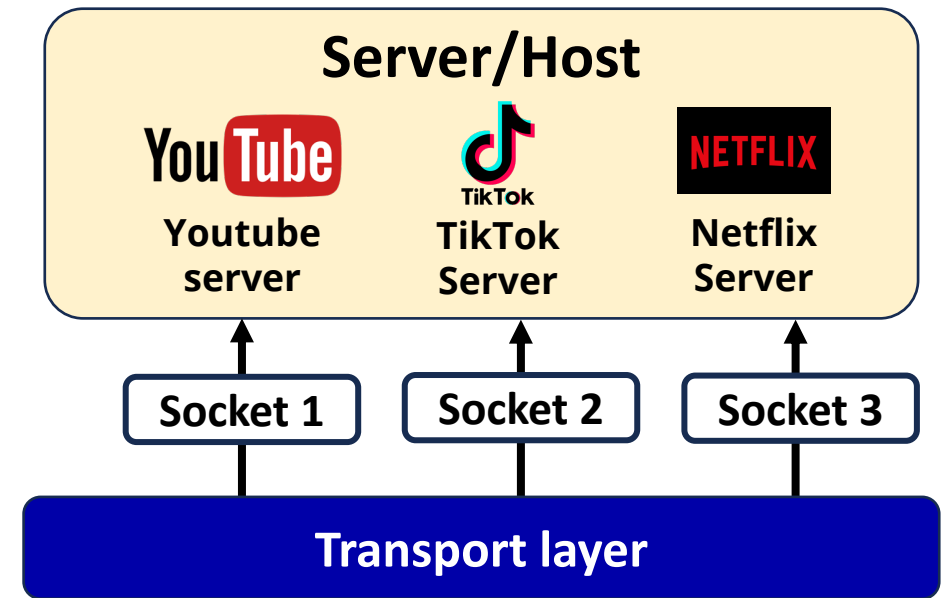 Server/Host
YouTube
TikTok
NETFLIX
Youtube
server
TikTok
Server
Netflix
Server
Socket 1
Socket 2
Socket 3
Transport layer